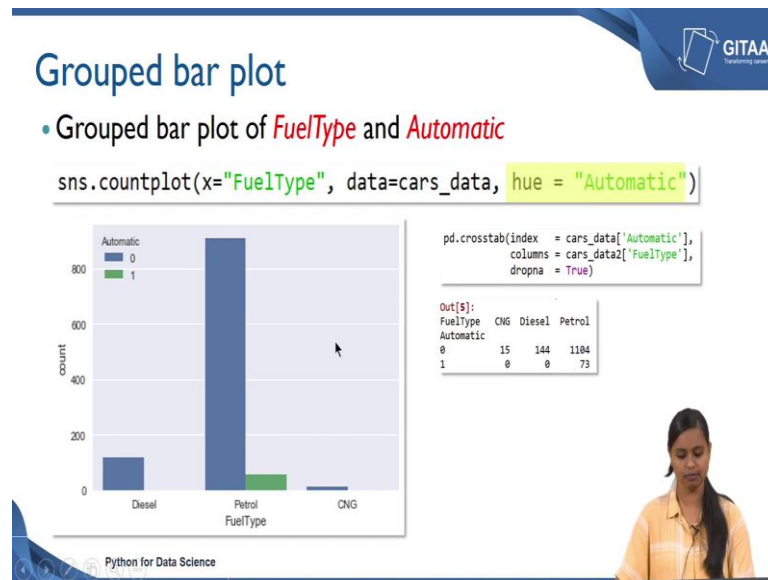 GITAA
Transforming careers
Grouped bar plot
• Grouped bar plot of FuelType and Automatic
sns.countplot(x="FuelType", data=cars_data, hue = "Automatic")
Automatic
0
1
800
600
400
200
0
count
Diesel
Petrol
CNG
FuelType
pd.crosstab(index = cars_data['Automatic'],
columns = cars_data2['FuelType'],
dropna = True)
Out[5]:
FuelType CNG Diesel Petrol
Automatic
0 15 144 1104
1 0 0 73
Python for Data Science